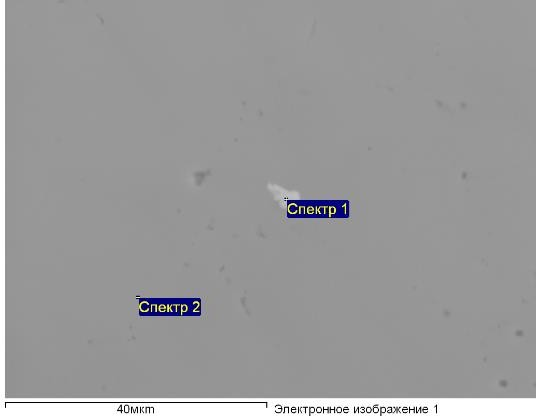 Спектр 1
Спектр 2
40мкm
Электронное изображение 1